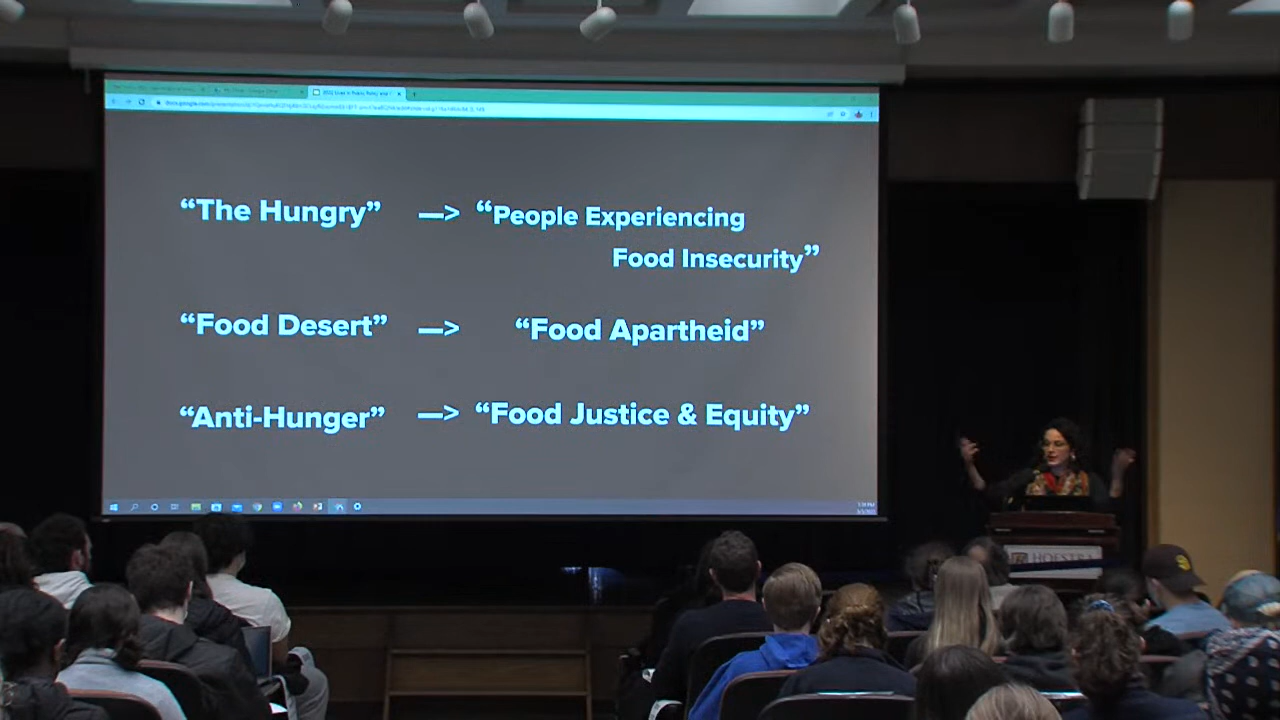 “The Hungry” —> “People Experiencing
Food Insecurity”
“Food Desert” —> “Food Apartheid”
“Anti-Hunger” —> “Food Justice & Equity”
HOFSTRA